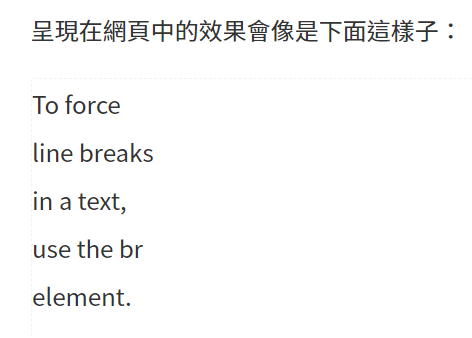 呈現在網頁中的效果會像是下面這樣子：
To force
line breaks
in a text,
use the br
element.